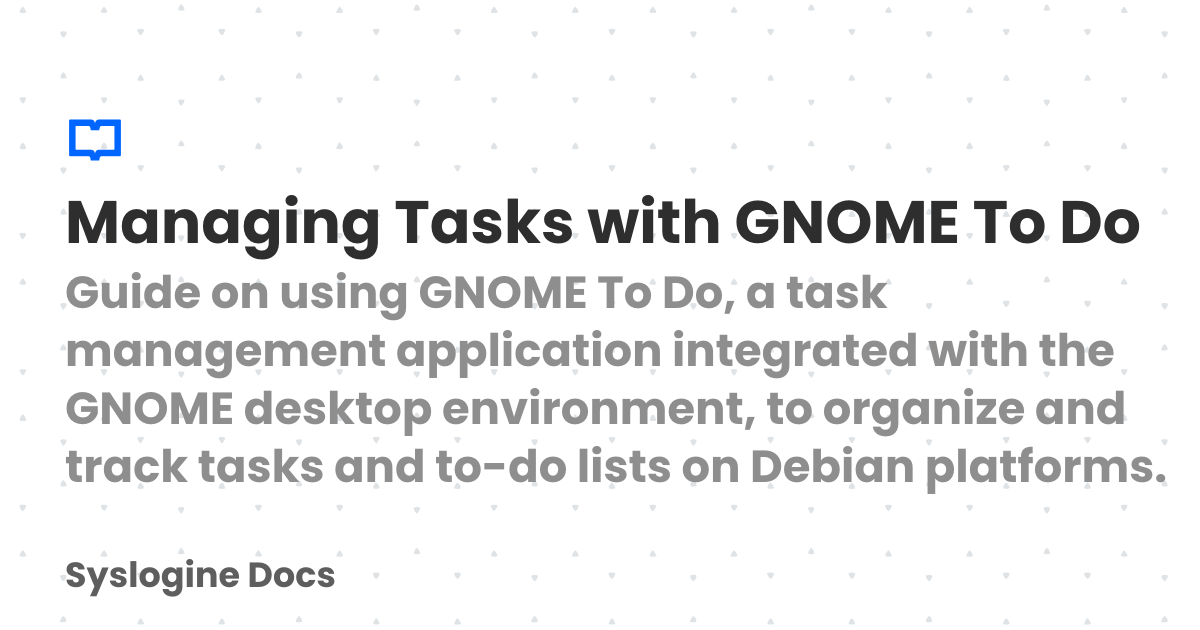 Managing Tasks with GNOME To Do
Guide on using GNOME To Do, a task
management application integrated with the
GNOME desktop environment, to organize and
track tasks and to-do lists on Debian platforms.
Syslogine Docs